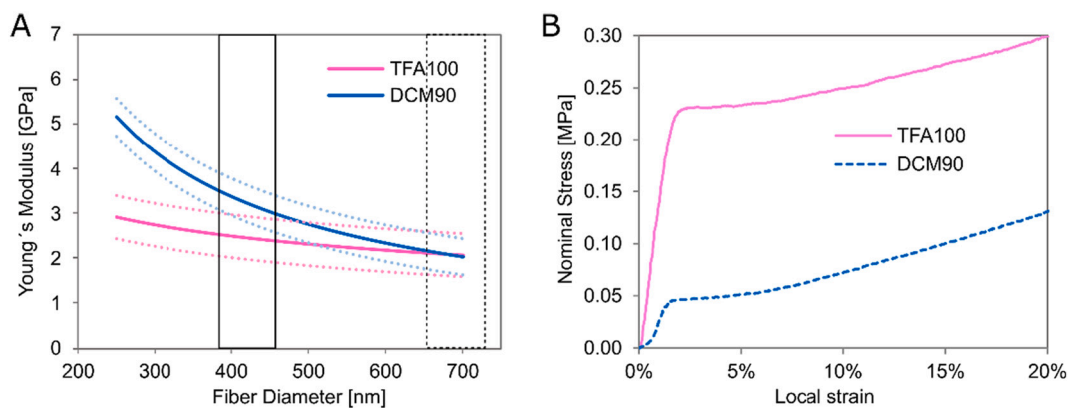 A
Young´s Modulus [GPa]
7
6
5
4
3
2
1
0
TFA100
DCM90
200 300 400 500 600 700
Fiber Diameter [nm]
B
Nominal Stress [MPa]
0.30
0.25
0.20
0.15
0.10
0.05
0.00
TFA100
DCM90
0% 5% 10% 15% 20%
Local strain